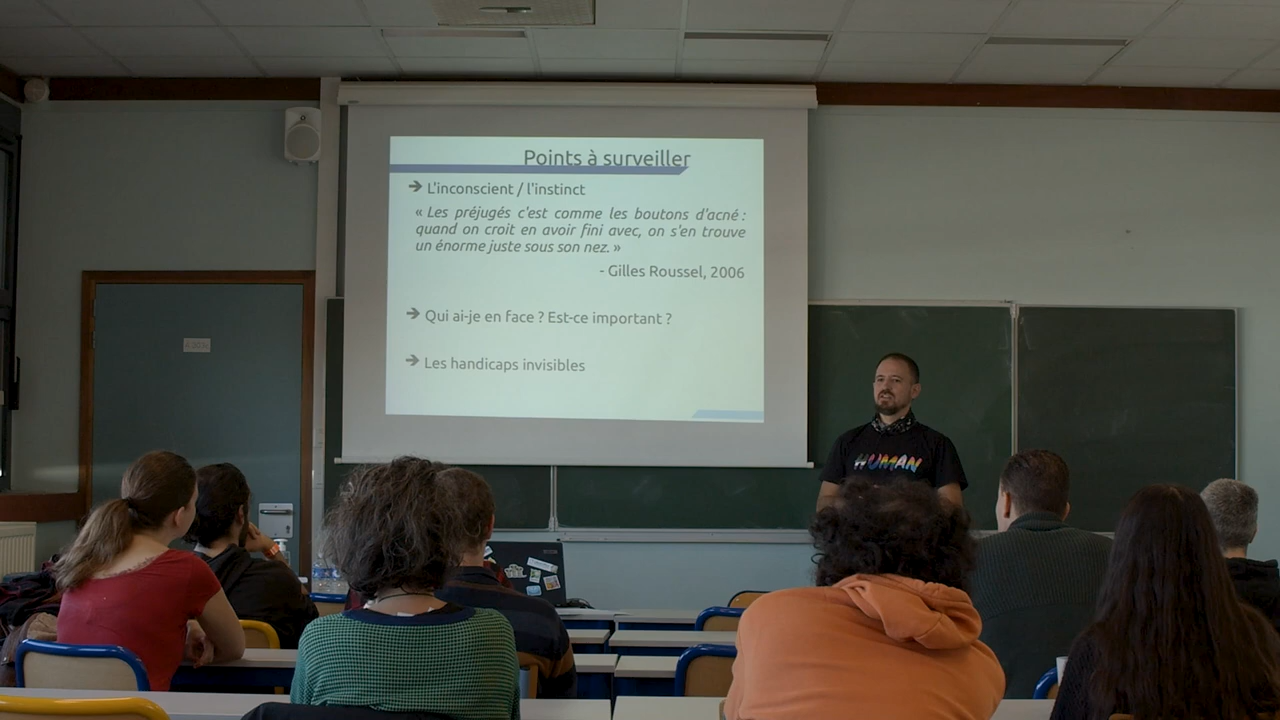 Points à surveiller
➔ L'inconscient / l'instinct
« Les préjugés c'est comme les boutons d'acné :
quand on croit en avoir fini avec, on s'en trouve
un énorme juste sous son nez. »
- Gilles Roussel, 2006
➔ Qui ai-je en face ? Est-ce important ?
➔ Les handicaps invisibles
HUMAN